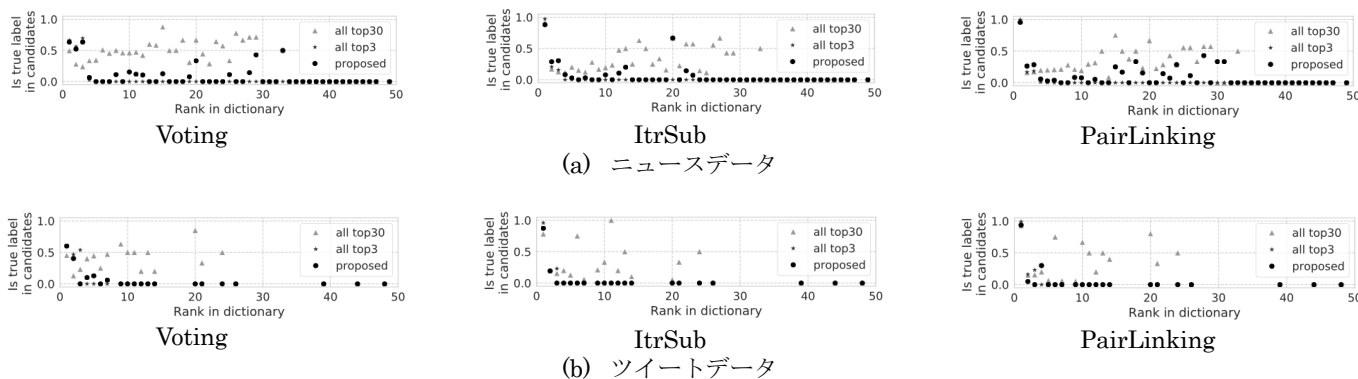 Is true label
in candidates
1.0
0.5
0.0
0 10 20 30 40 50
Rank in dictionary
all top30
all top3
proposed
Voting
Is true label
in candidates
1.0
0.5
0.0
0 10 20 30 40 50
Rank in dictionary
all top30
all top3
proposed
ItrSub
Is true label
in candidates
1.0
0.5
0.0
0 10 20 30 40 50
Rank in dictionary
all top30
all top3
proposed
PairLinking
(a) ニュースデータ
Is true label
in candidates
1.0
0.5
0.0
0 10 20 30 40 50
Rank in dictionary
all top30
all top3
proposed
Voting
Is true label
in candidates
1.0
0.5
0.0
0 10 20 30 40 50
Rank in dictionary
all top30
all top3
proposed
ItrSub
Is true label
in candidates
1.0
0.5
0.0
0 10 20 30 40 50
Rank in dictionary
all top30
all top3
proposed
PairLinking
(b) ツイートデータ